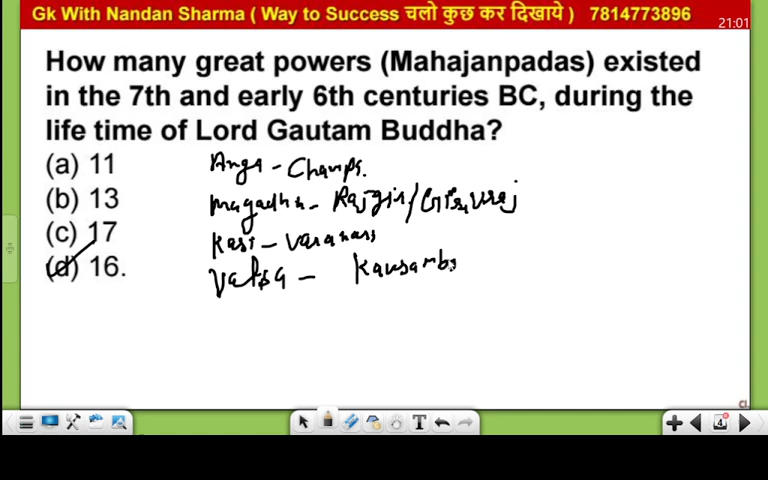 Gk With Nandan Sharma ( Way to Success चलो कुछ कर दिखाये ) 7814773896
21:01
How many great powers (Mahajanpadas) existed
in the 7th and early 6th centuries BC, during the
life time of Lord Gautam Buddha?
(a) 11
(b) 13
(c) 17
(d) 16.
Anga - Champa.
Magadha - Rajgir/Girivraj
Kasi - Varanasi
Vatsa - Kausambi
T
4